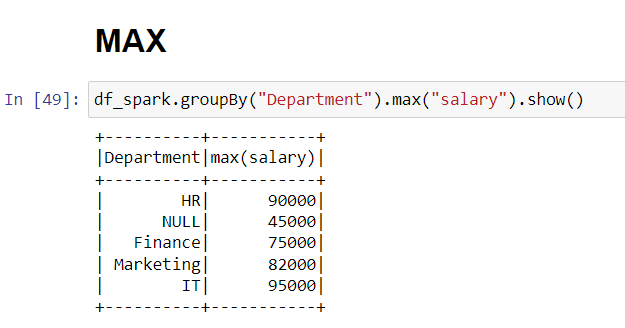 MAX
In [49]: df_spark.groupBy("Department").max("salary").show()
+----------+-----------+
|Department|max(salary)|
+----------+-----------+
|        HR|      90000|
|      NULL|      45000|
|   Finance|      75000|
| Marketing|      82000|
|        IT|      95000|
+----------+-----------+